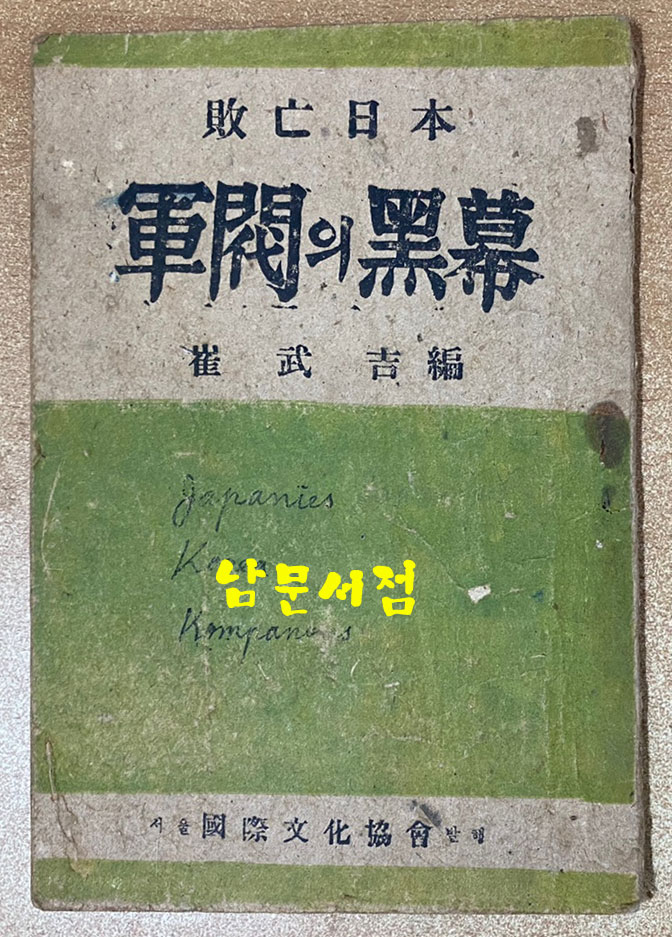 敗亡日本
軍閥의黑幕
崔武吉編
Japanies
Korea
남문서점
서울 國際文化協會 발행